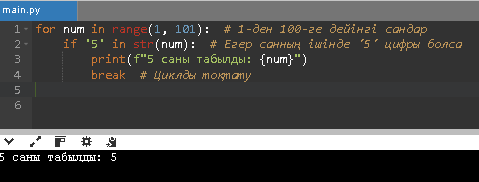 main.py
1 for num in range(1, 101):  # 1-ден 100-ге дейінгі сандар
2     if '5' in str(num):  # Егер санның ішінде '5' цифры болса
3         print(f"5 саны табылды: {num}")
4         break  # Циклды тоқтату
5
6
5 саны табылды: 5